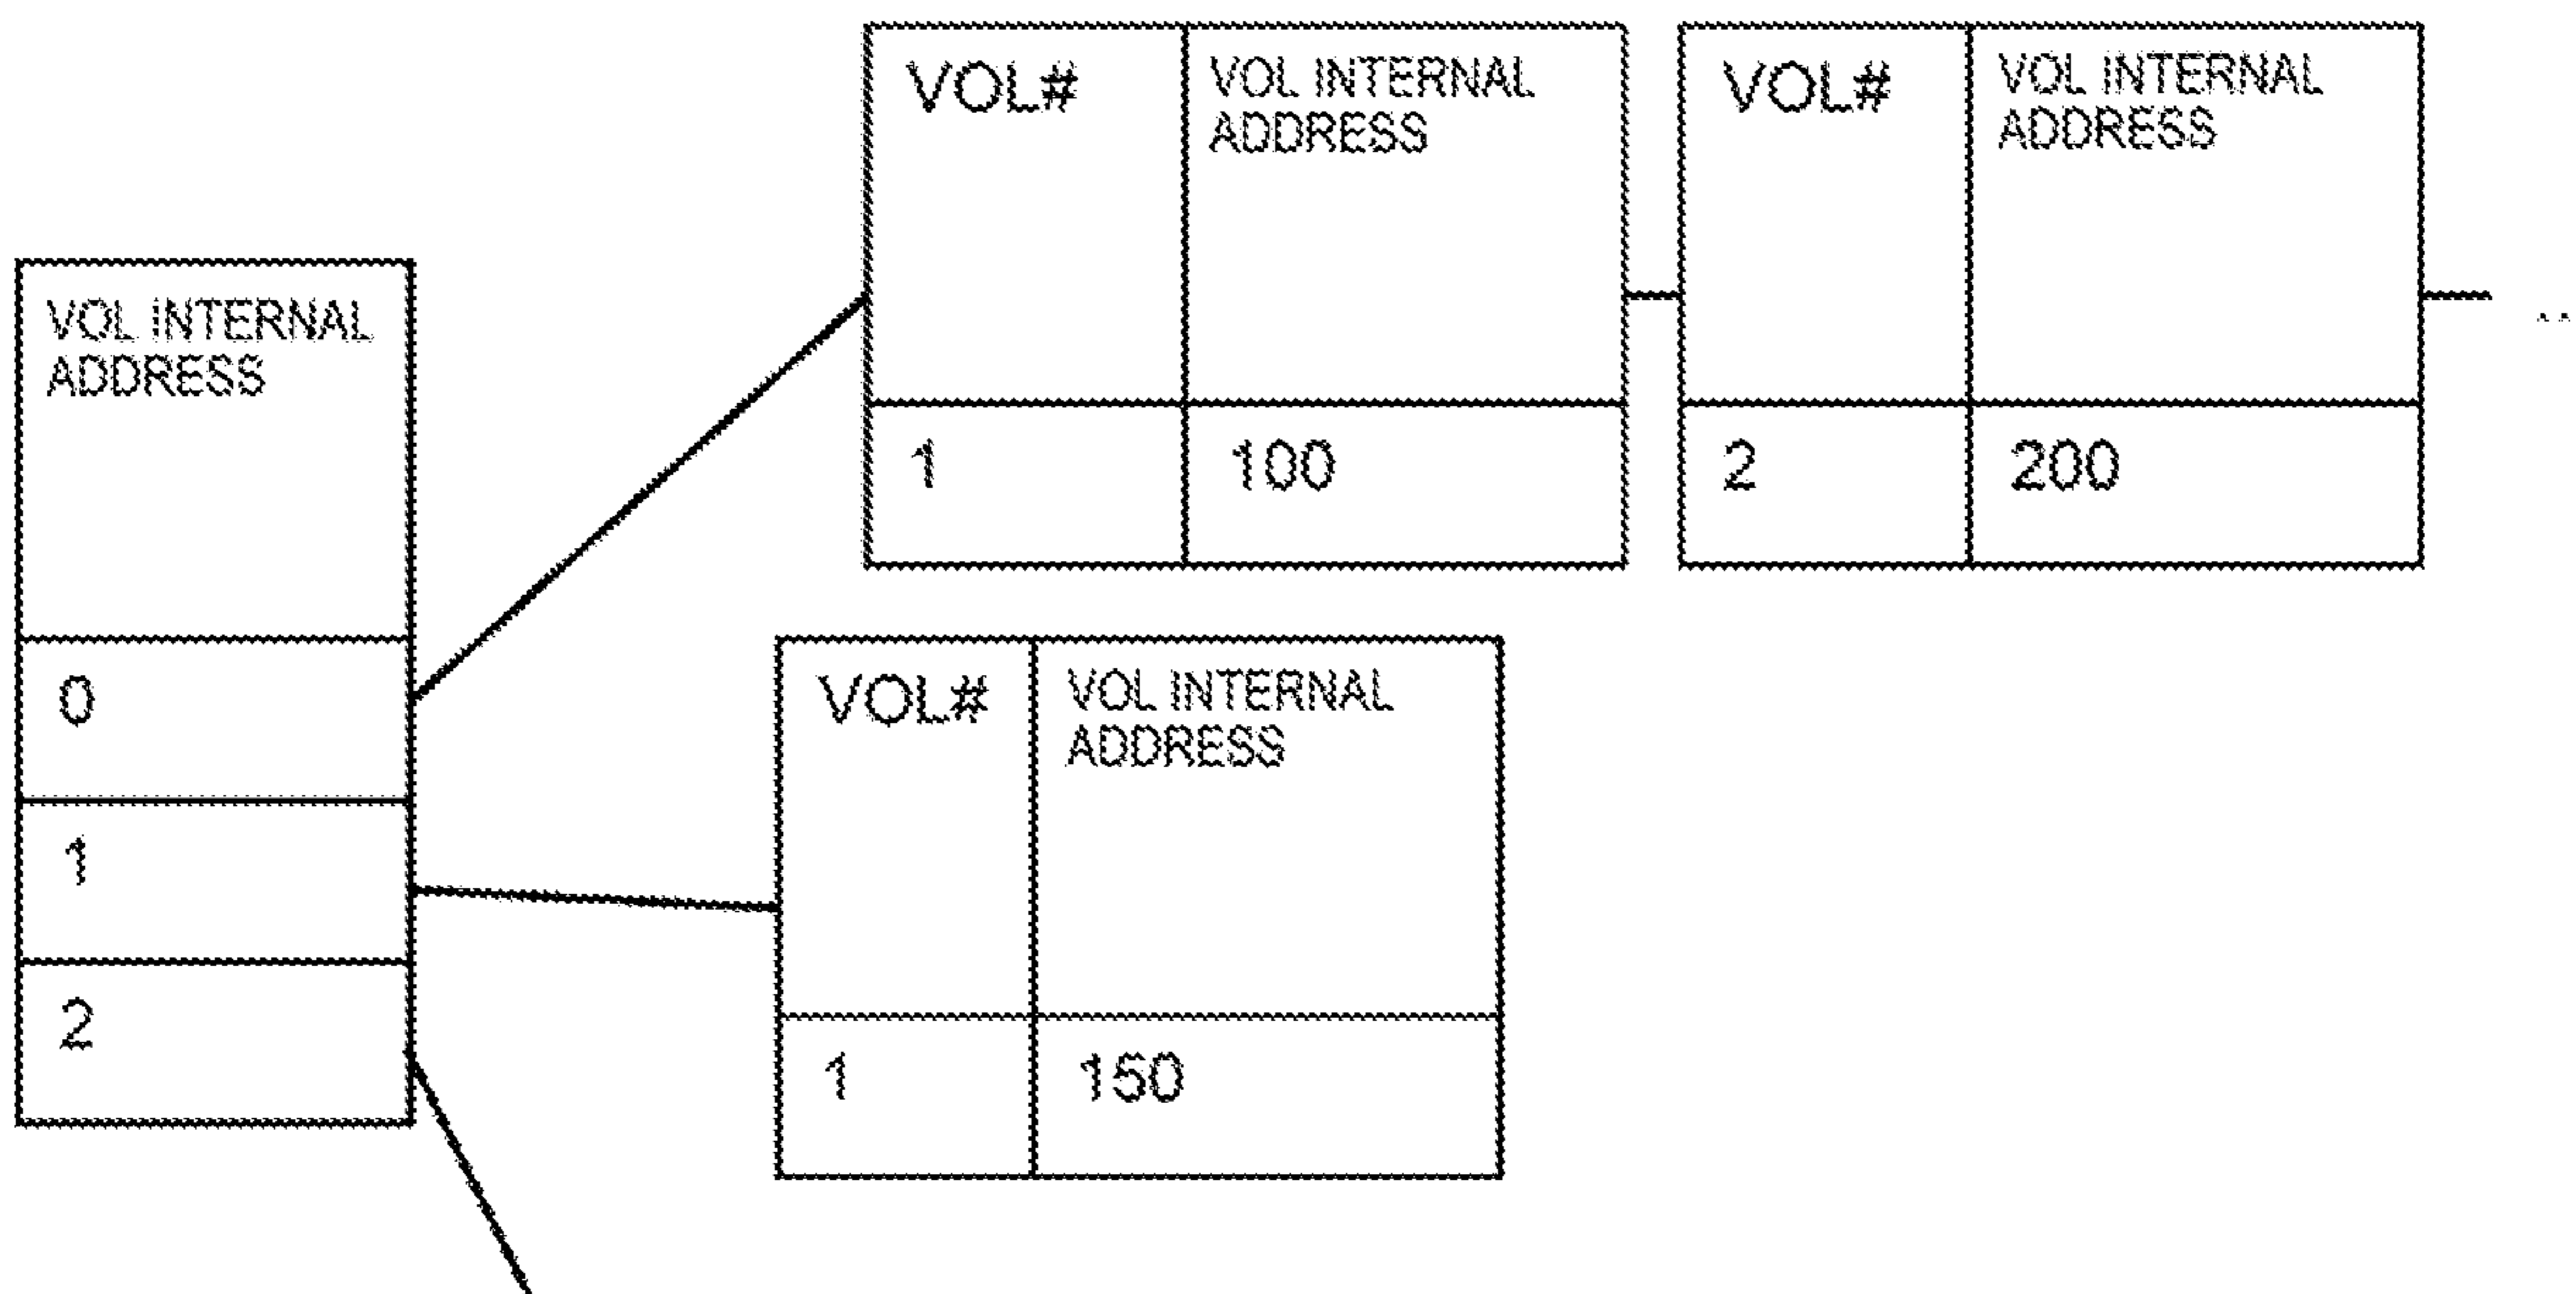 VOL#
VOL INTERNAL
ADDRESS
1
100
VOL#
VOL INTERNAL
ADDRESS
2
200
...
VOL INTERNAL
ADDRESS
0
1
2
VOL#
VOL INTERNAL
ADDRESS
1
150